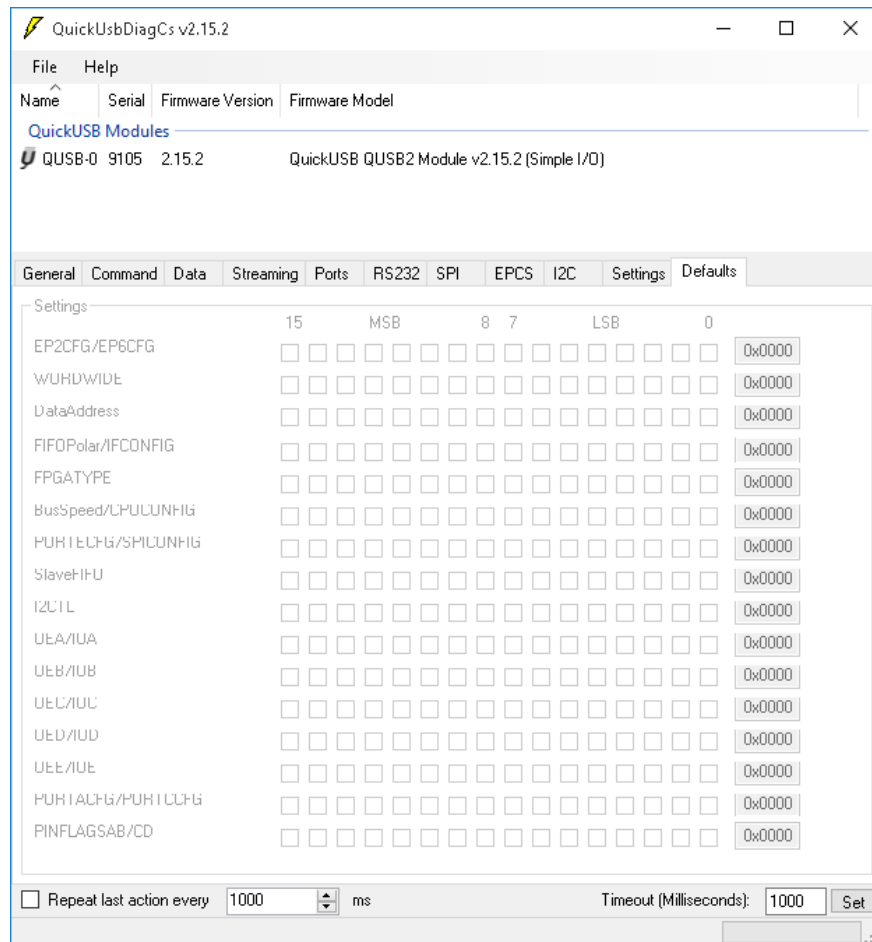 QuickUsbDiagCs v2.15.2
File Help
Name Serial Firmware Version Firmware Model
QuickUSB Modules
QUSB-0 9105 2.15.2 QuickUSB QUSB2 Module v2.15.2 (Simple I/O)
General Command Data Streaming Ports RS232 SPI EPCS I2C Settings Defaults
Settings
15 MSB 8 7 LSB 0
EP2CFG/EP6CFG 0x0000
WORDWIDE 0x0000
DataAddress 0x0000
FIFOPolar/IFCONFIG 0x0000
FPGATYPE 0x0000
BusSpeed/CPUCONFIG 0x0000
PORTECFG/SPICONFIG 0x0000
SlaveFIFO 0x0000
I2CTL 0x0000
OEA/IOA 0x0000
OEB/IOB 0x0000
OEC/IOC 0x0000
OED/IOD 0x0000
OEE/IOE 0x0000
PORTACFG/PORTCCFG 0x0000
PINFLAGSAB/CD 0x0000
Repeat last action every 1000 ms Timeout (Milliseconds): 1000 Set